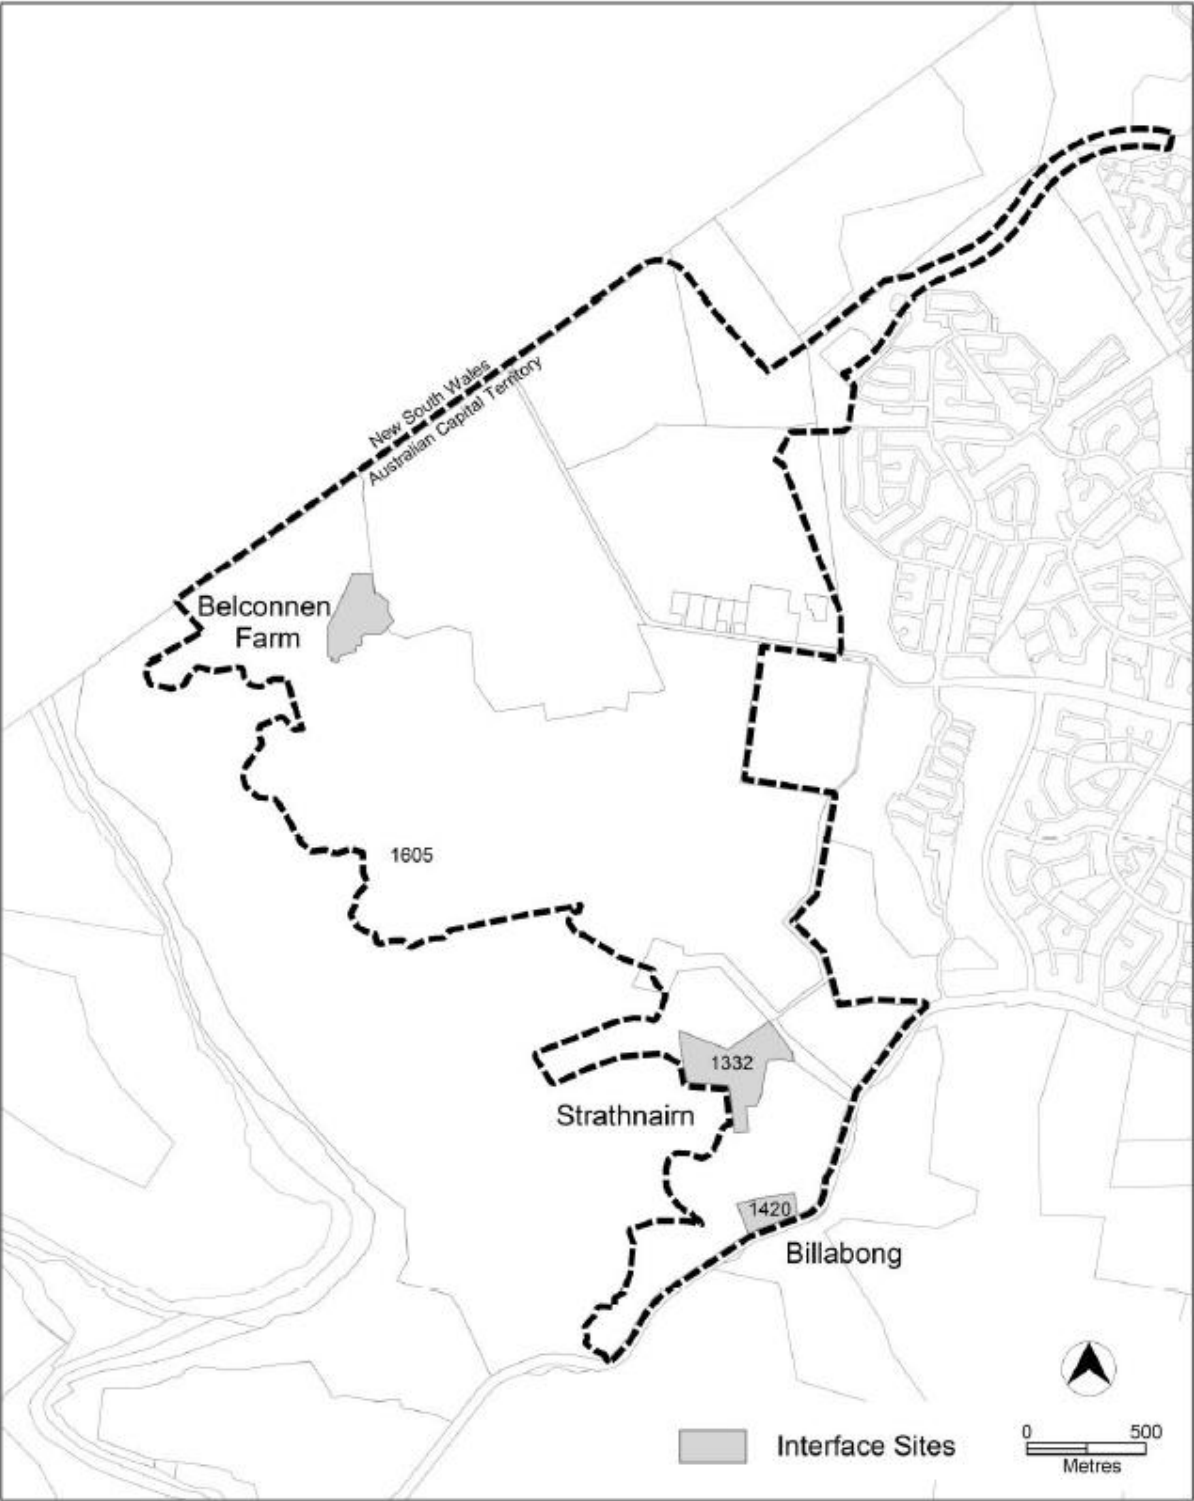 New South Wales
Australian Capital Territory
Belconnen
Farm
1605
1332
Strathnairn
1420
Billabong
Interface Sites
0 500
Metres